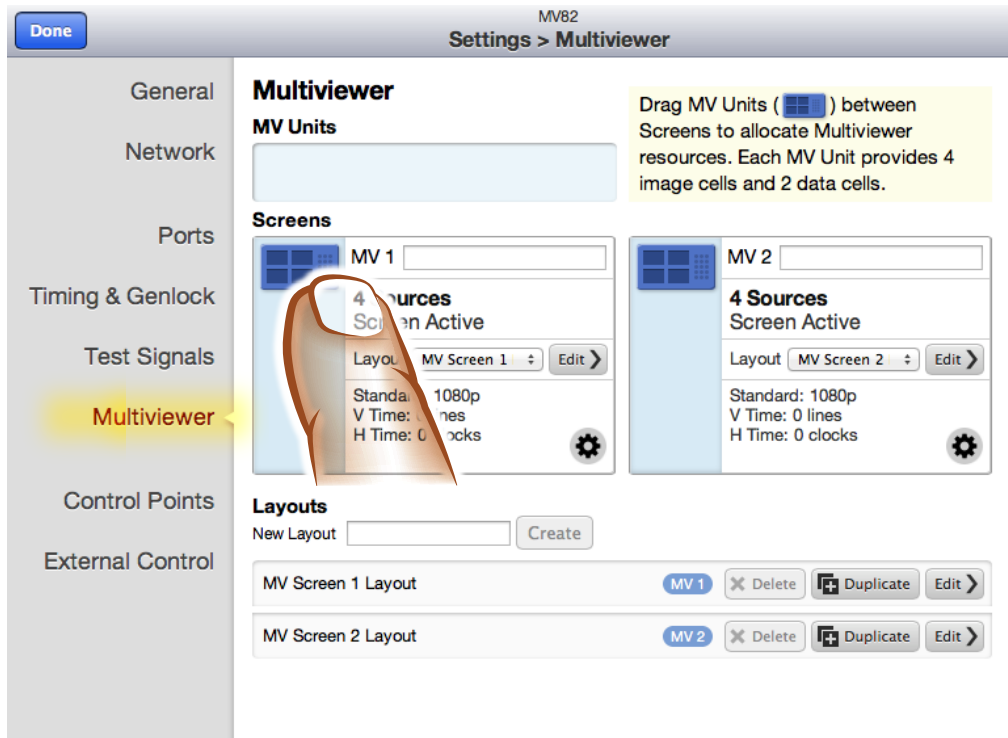 MV82
Done
Settings > Multiviewer
General
Network
Ports
Timing & Genlock
Test Signals
Multiviewer
Control Points
External Control
Multiviewer
MV Units
Drag MV Units ( ) between
Screens to allocate Multiviewer
resources. Each MV Unit provides 4
image cells and 2 data cells.
Screens
MV 1
4 Sources
Screen Active
Layout MV Screen 1 Edit
Standard: 1080p
V Time: lines
H Time: 0 clocks
MV 2
4 Sources
Screen Active
Layout MV Screen 2 Edit
Standard: 1080p
V Time: 0 lines
H Time: 0 clocks
Layouts
New Layout Create
MV Screen 1 Layout MV 1 Delete Duplicate Edit
MV Screen 2 Layout MV 2 Delete Duplicate Edit